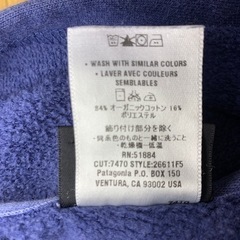 • WASH WITH SIMILAR COLORS
• LAVER AVEC COULEURS
SEMBLABLES
84% オーガニックコットン 16%
ポリエステル
縫り付け部分を除く
・同系色のものと一緒に洗うこと
・乾燥は低温で
RN:51884
CUT:7470 STYLE:26611F5
Patagonia P.O. BOX 150
VENTURA, CA 93002 USA